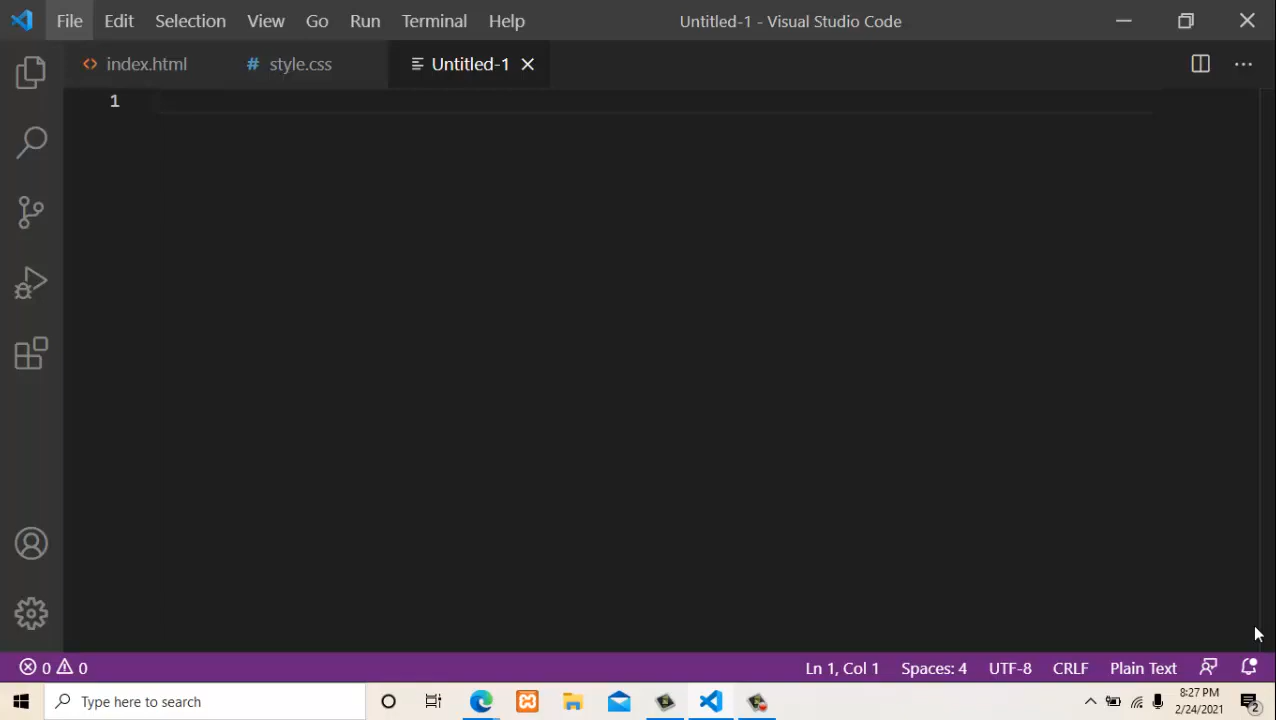 File Edit Selection View Go Run Terminal Help Untitled-1 - Visual Studio Code
index.html # style.css Untitled-1
1
0 0 Ln 1, Col 1 Spaces: 4 UTF-8 CRLF Plain Text
Type here to search 8:27 PM
2/24/2021 2